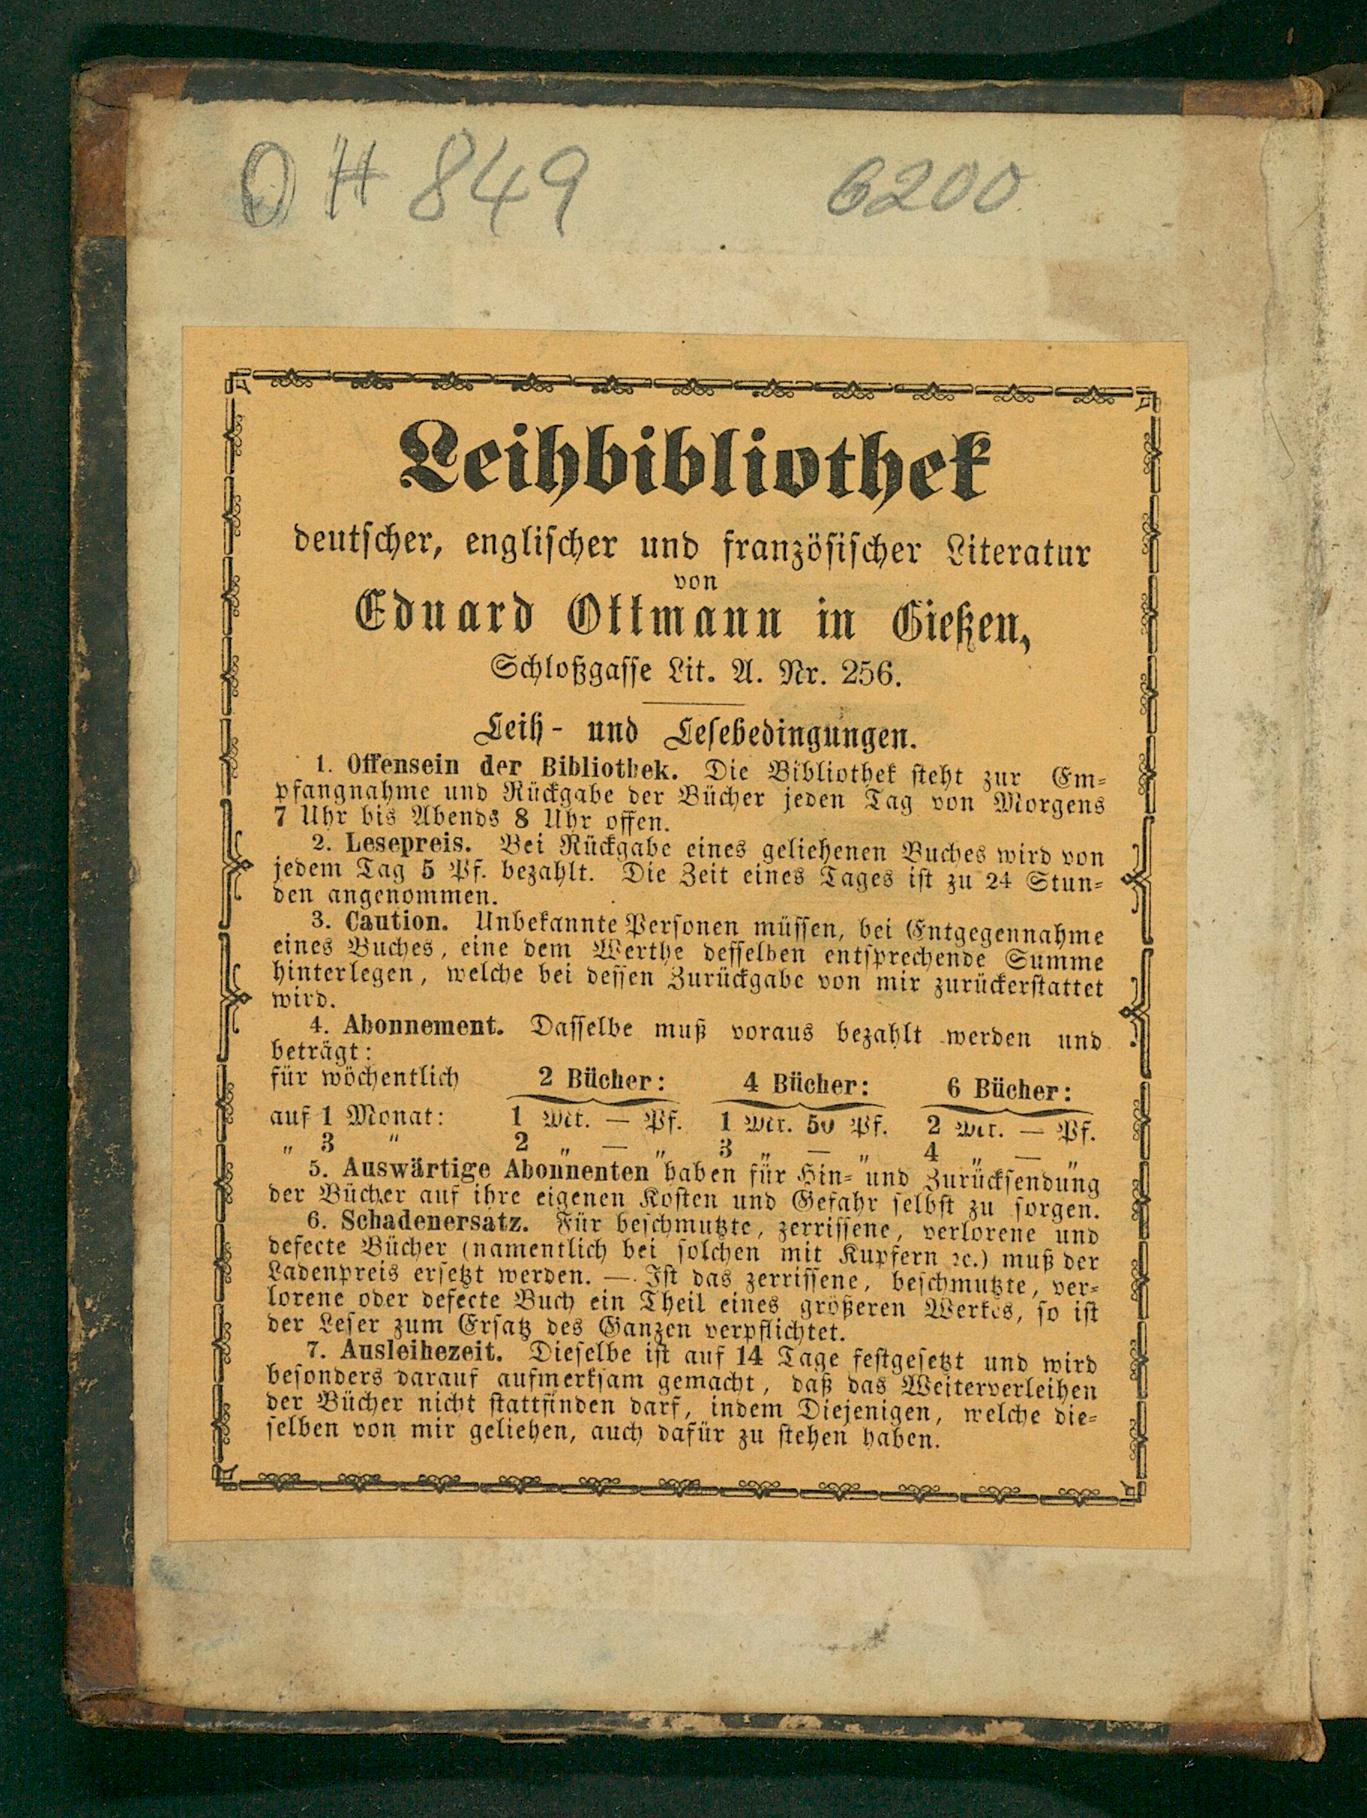 OH 849 6200
Leihbibliothek
deutscher, englischer und französischer Literatur
von
Eduard Ottmann in Gießen,
Schloßgasse Lit. A. Nr. 256.
Leih- und Lesebedingungen.
1. Offensein der Bibliothek. Die Bibliothek steht zur Em-
pfangnahme und Rückgabe der Bücher jeden Tag von Morgens
7 Uhr bis Abends 8 Uhr offen.
2. Lesepreis. Bei Rückgabe eines geliehenen Buches wird von
jedem Tag 5 Pf. bezahlt. Die Zeit eines Tages ist zu 24 Stun-
den angenommen.
3. Caution. Unbekannte Personen müssen, bei Entgegennahme
eines Buches, eine dem Werthe desselben entsprechende Summe
hinterlegen, welche bei dessen Zurückgabe von mir zurückerstattet
wird.
4. Abonnement. Dasselbe muß voraus bezahlt werden und
beträgt:
für wöchentlich 2 Bücher: 4 Bücher: 6 Bücher:
auf 1 Monat: 1 Mk. — Pf. 1 Mk. 50 Pf. 2 Mk. — Pf.
„ 3 „ 2 „ — „ 3 „ — „ 4 „ — „
5. Auswärtige Abonnenten haben für Hin- und Zurücksendung
der Bücher auf ihre eigenen Kosten und Gefahr selbst zu sorgen.
6. Schadenersatz. Für beschmutzte, zerrissene, verlorene und
defecte Bücher (namentlich bei solchen mit Kupfern ꝛc.) muß der
Ladenpreis ersetzt werden. — Ist das zerrissene, beschmutzte, ver-
lorene oder defecte Buch ein Theil eines größeren Werkes, so ist
der Leser zum Ersatz des Ganzen verpflichtet.
7. Ausleihezeit. Dieselbe ist auf 14 Tage festgesetzt und wird
besonders darauf aufmerksam gemacht, daß das Weiterverleihen
der Bücher nicht stattfinden darf, indem Diejenigen, welche die-
selben von mir geliehen, auch dafür zu stehen haben.